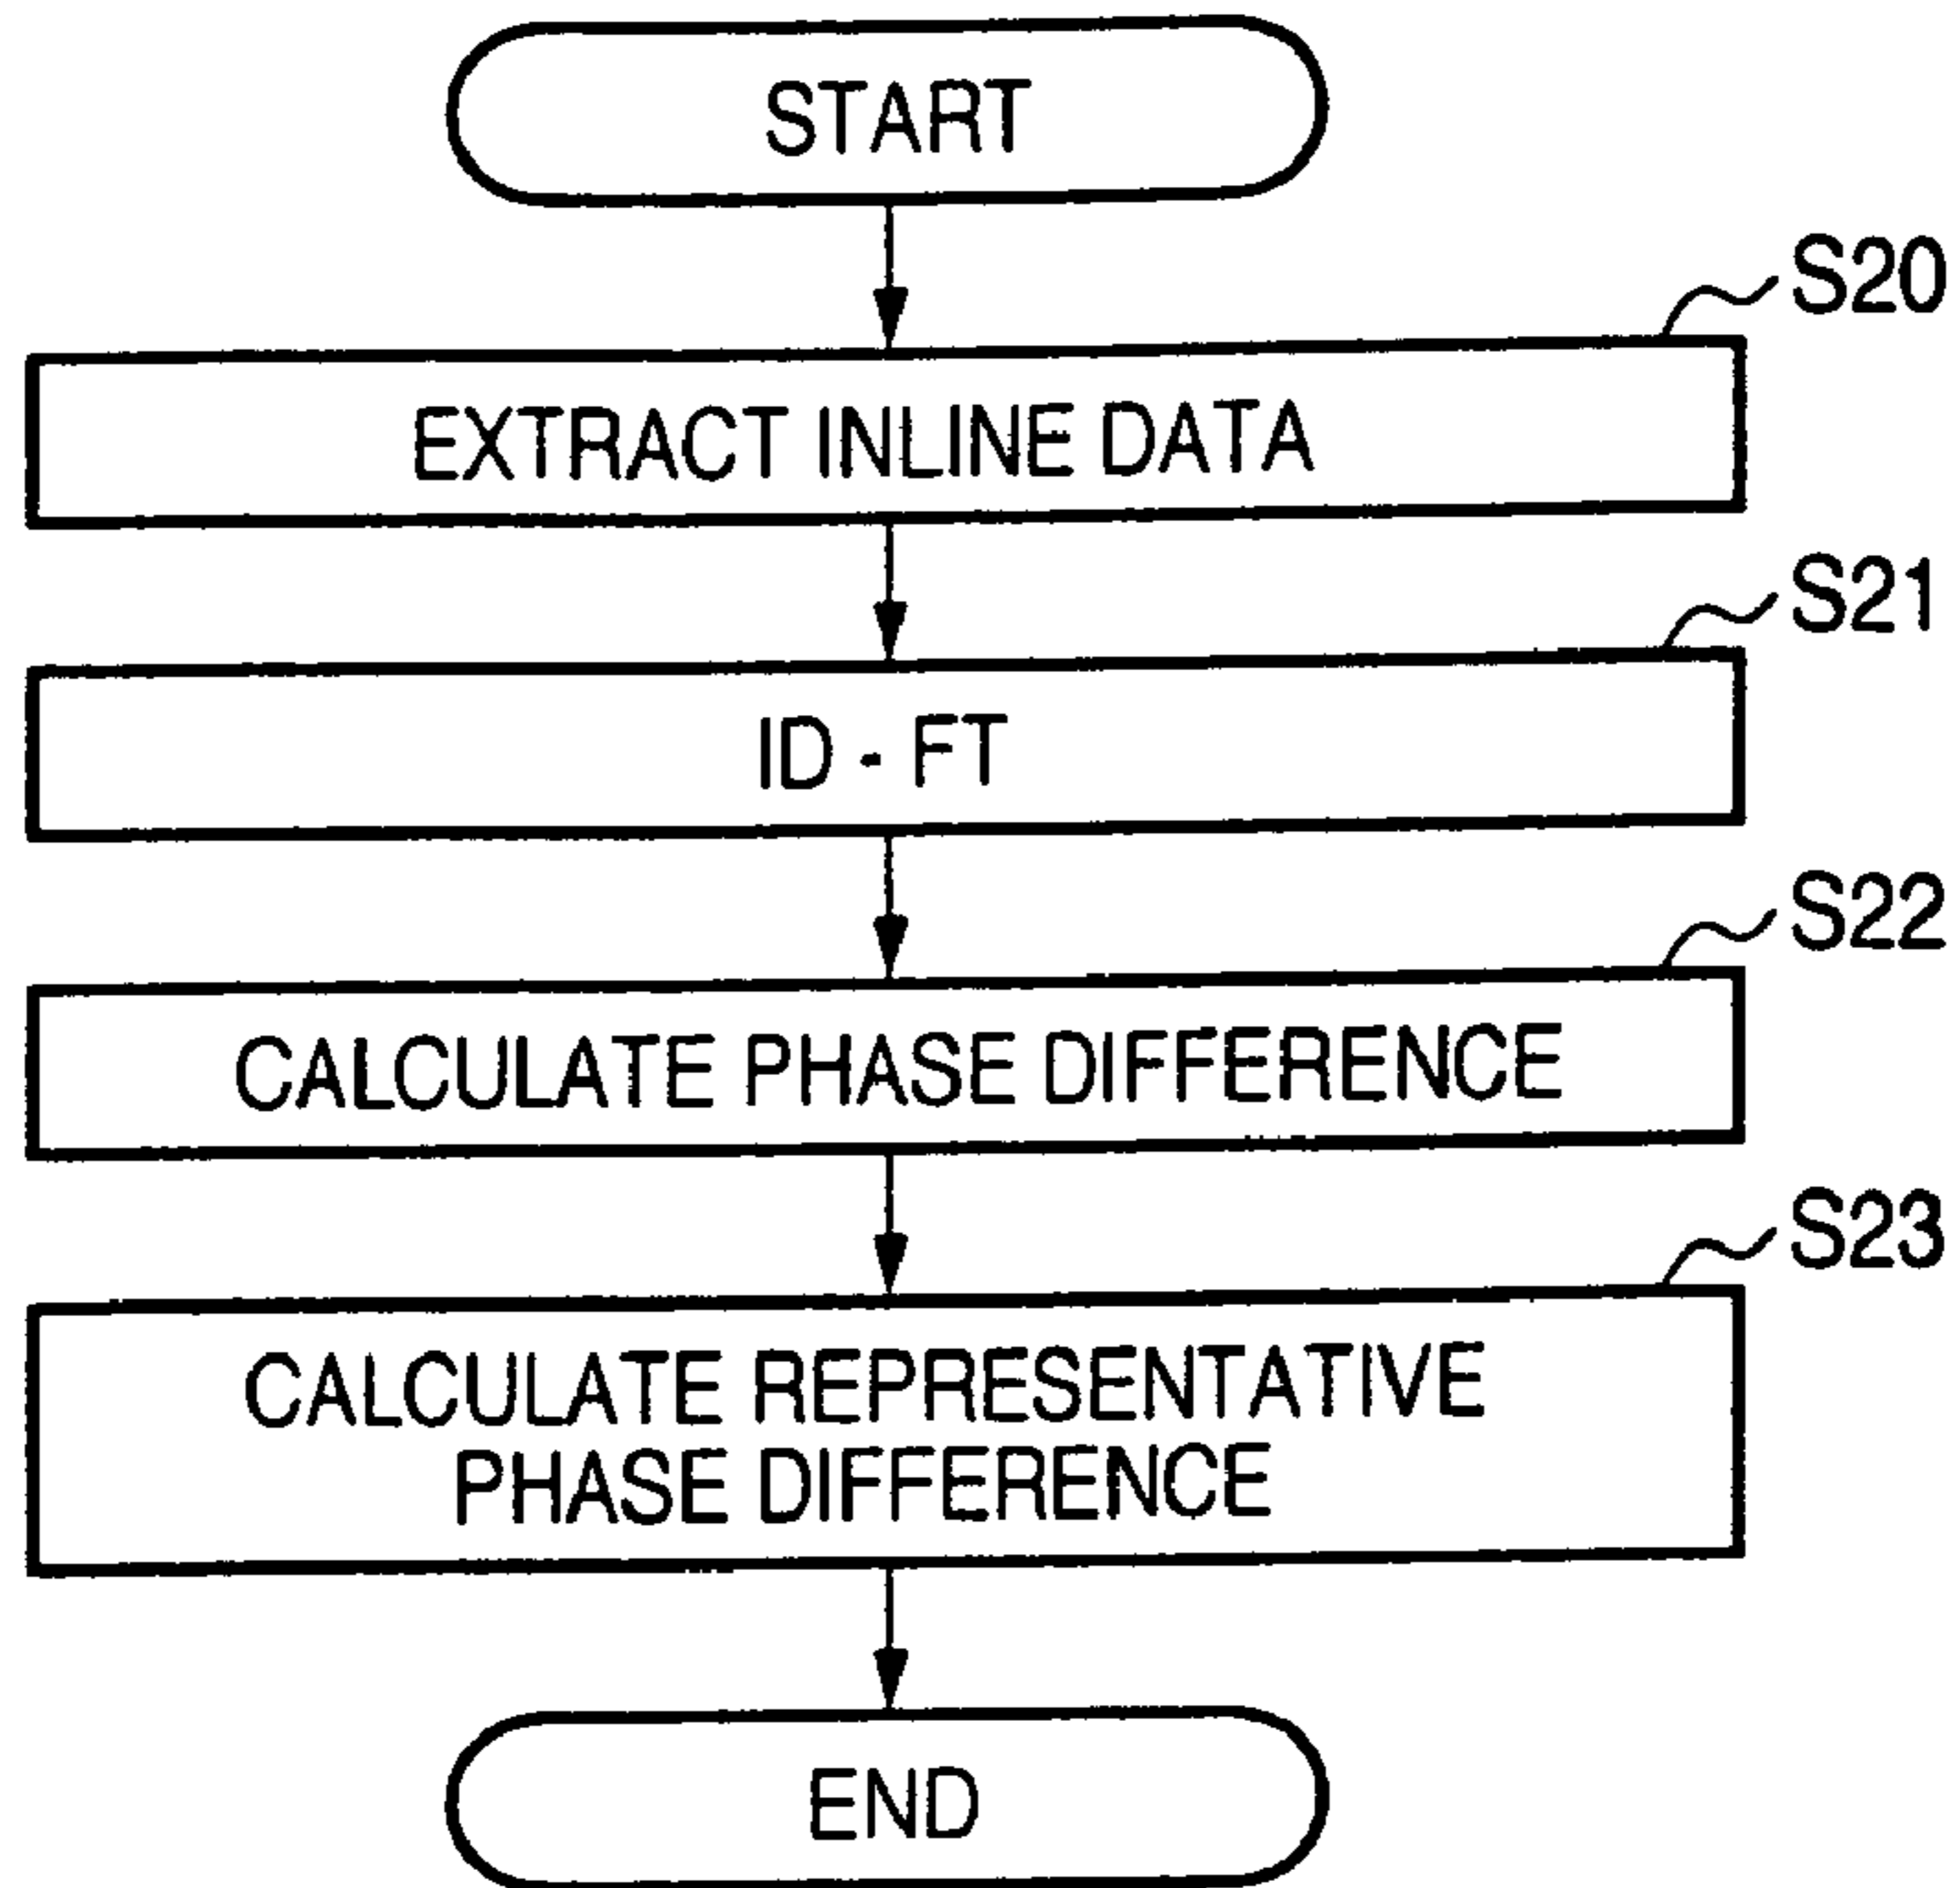 START
S20
EXTRACT INLINE DATA
S21
ID - FT
S22
CALCULATE PHASE DIFFERENCE
S23
CALCULATE REPRESENTATIVE
PHASE DIFFERENCE
END